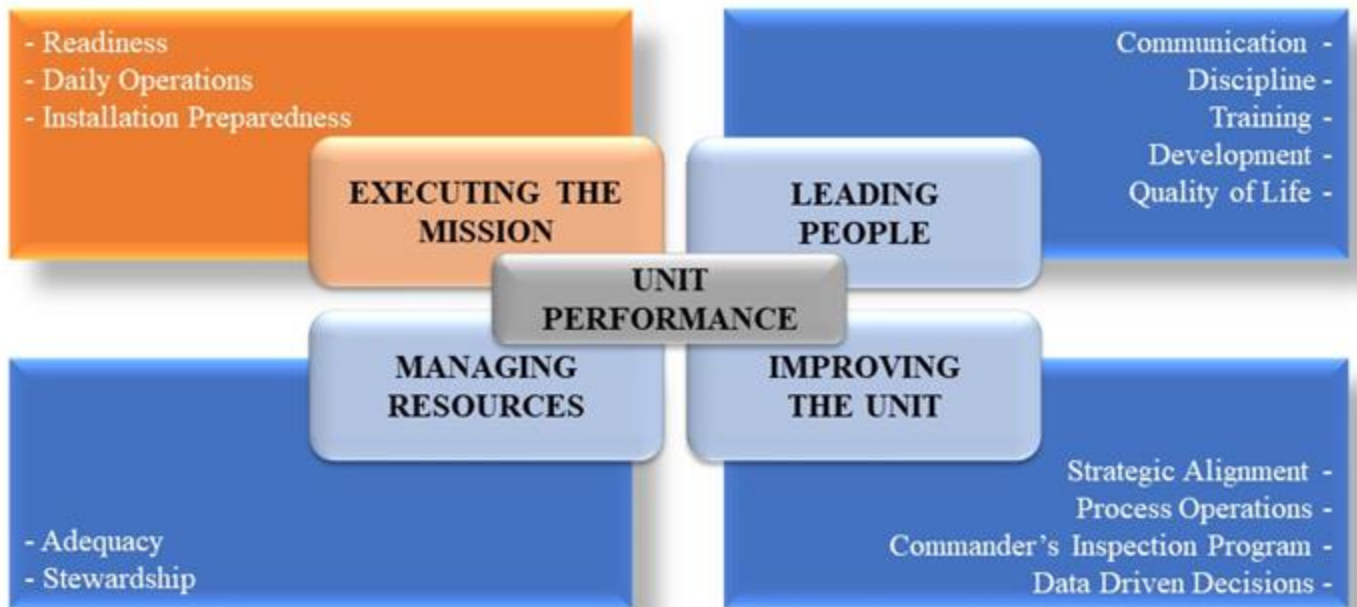 - Readiness
- Daily Operations
- Installation Preparedness
EXECUTING THE
MISSION
Communication -
Discipline -
Training -
Development -
Quality of Life -
LEADING
PEOPLE
UNIT
PERFORMANCE
MANAGING
RESOURCES
- Adequacy
- Stewardship
IMPROVING
THE UNIT
Strategic Alignment -
Process Operations -
Commander’s Inspection Program -
Data Driven Decisions -